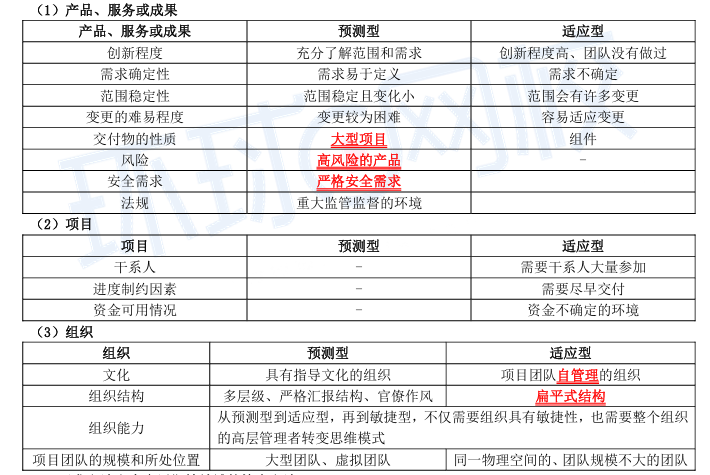 （1）产品、服务或成果
产品、服务或成果 预测型 适应型
创新程度 充分了解范围和需求 创新程度高、团队没有做过
需求确定性 需求易于定义 需求不确定
范围稳定性 范围稳定且变化小 范围会有许多变更
变更的难易程度 变更较为困难 容易适应变更
交付物的性质 大型项目 组件
风险 高风险的产品 -
安全需求 严格安全需求
法规 重大监管监督的环境
（2）项目
项目 预测型 适应型
干系人 - 需要干系人大量参加
进度制约因素 - 需要尽早交付
资金可用情况 - 资金不确定的环境
（3）组织
组织 预测型 适应型
文化 具有指导文化的组织 项目团队自管理的组织
组织结构 多层级、严格汇报结构、官僚作风 扁平式结构
组织能力 从预测型到适应型，再到敏捷型，不仅需要组织具有敏捷性，也需要整个组织
的高层管理者转变思维模式
项目团队的规模和所处位置 大型团队、虚拟团队 同一物理空间的、团队规模不大的团队
环球网校